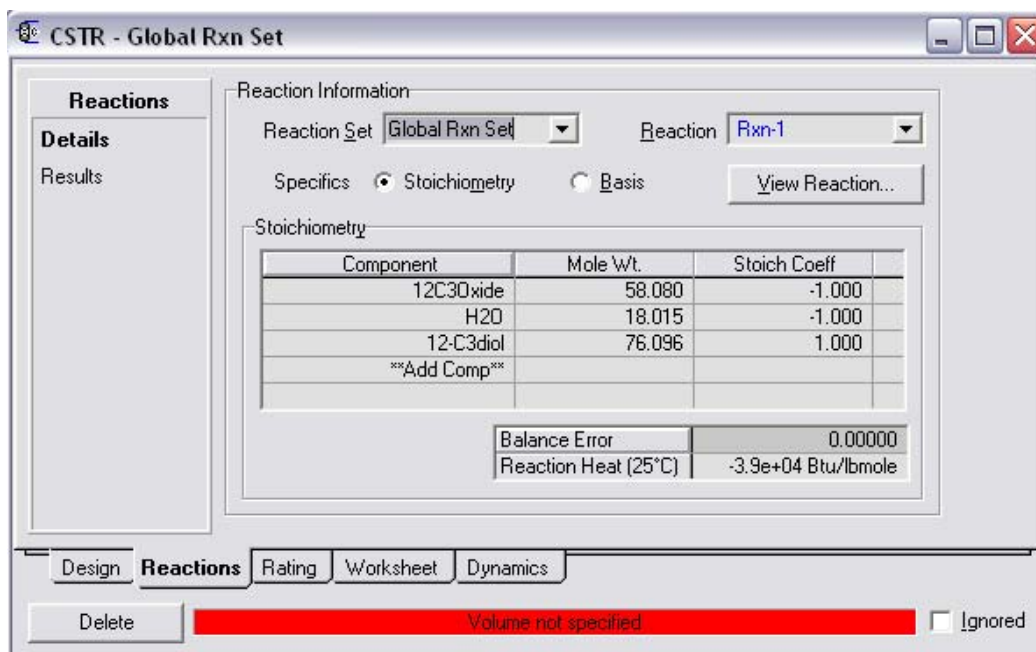 CSTR - Global Rxn Set
Reactions
Details
Results
Reaction Information
Reaction Set Global Rxn Set Reaction Rxn-1
Specifics Stoichiometry Basis View Reaction...
Stoichiometry
Component Mole Wt. Stoich Coeff
12C3Oxide 58.080 -1.000
H2O 18.015 -1.000
12-C3diol 76.096 1.000
**Add Comp**
Balance Error 0.00000
Reaction Heat (25°C) -3.9e+04 Btu/lbmole
Design Reactions Rating Worksheet Dynamics
Delete Volume not specified Ignored